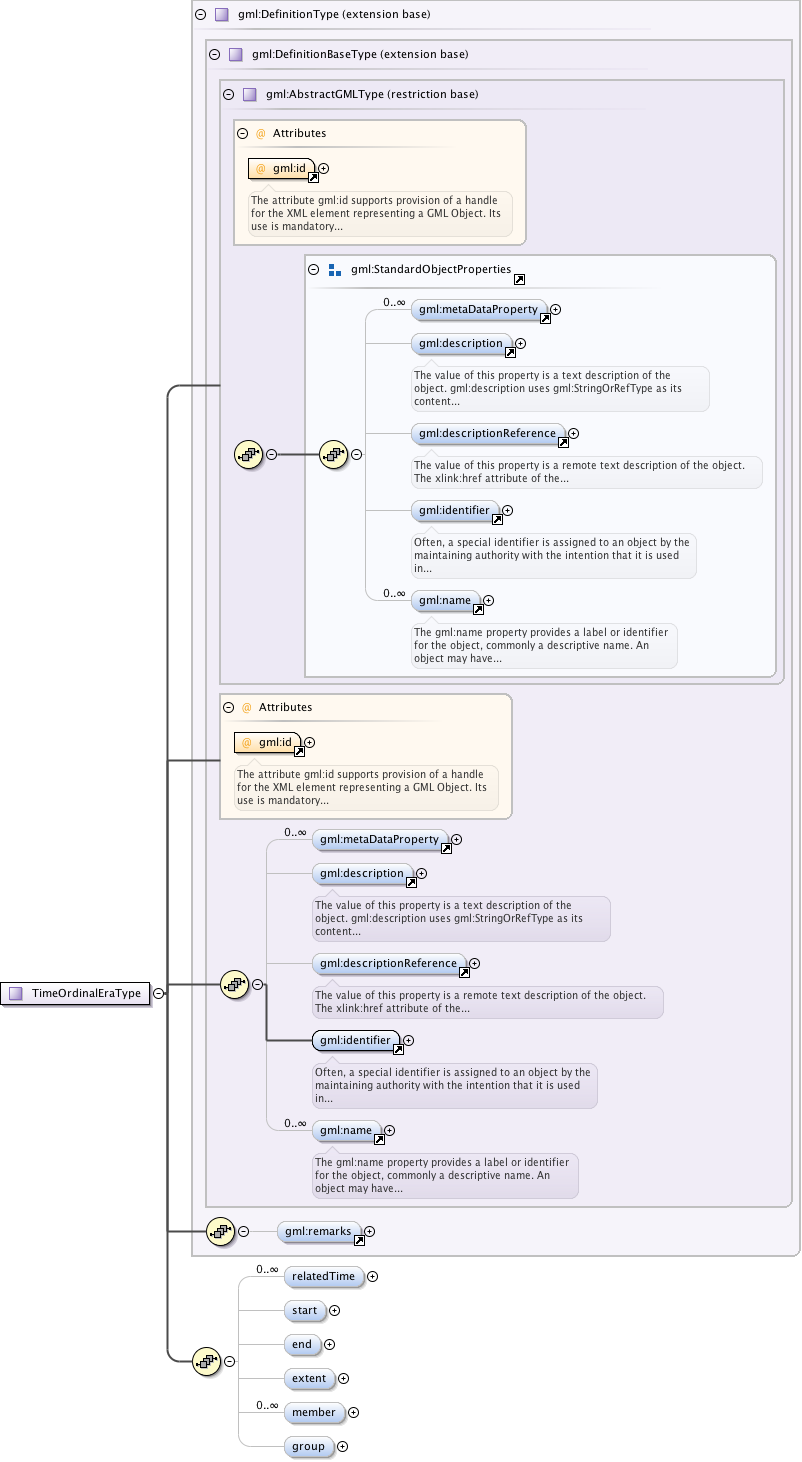 gml:DefinitionType (extension base)
gml:DefinitionBaseType (extension base)
gml:AbstractGMLType (restriction base)
@ Attributes
@ gml:id
The attribute gml:id supports provision of a handle
for the XML element representing a GML Object. Its
use is mandatory...
gml:StandardObjectProperties
0..∞
gml:metaDataProperty
gml:description
The value of this property is a text description of the
object. gml:description uses gml:StringOrRefType as its
content...
gml:descriptionReference
The value of this property is a remote text description of the object.
The xlink:href attribute of the...
gml:identifier
Often, a special identifier is assigned to an object by the
maintaining authority with the intention that it is used
in...
0..∞
gml:name
The gml:name property provides a label or identifier
for the object, commonly a descriptive name. An
object may have...
@ Attributes
@ gml:id
The attribute gml:id supports provision of a handle
for the XML element representing a GML Object. Its
use is mandatory...
0..∞
gml:metaDataProperty
gml:description
The value of this property is a text description of the
object. gml:description uses gml:StringOrRefType as its
content...
gml:descriptionReference
The value of this property is a remote text description of the object.
The xlink:href attribute of the...
TimeOrdinalEraType
gml:identifier
Often, a special identifier is assigned to an object by the
maintaining authority with the intention that it is used
in...
0..∞
gml:name
The gml:name property provides a label or identifier
for the object, commonly a descriptive name. An
object may have...
gml:remarks
0..∞
relatedTime
start
end
extent
0..∞
member
group